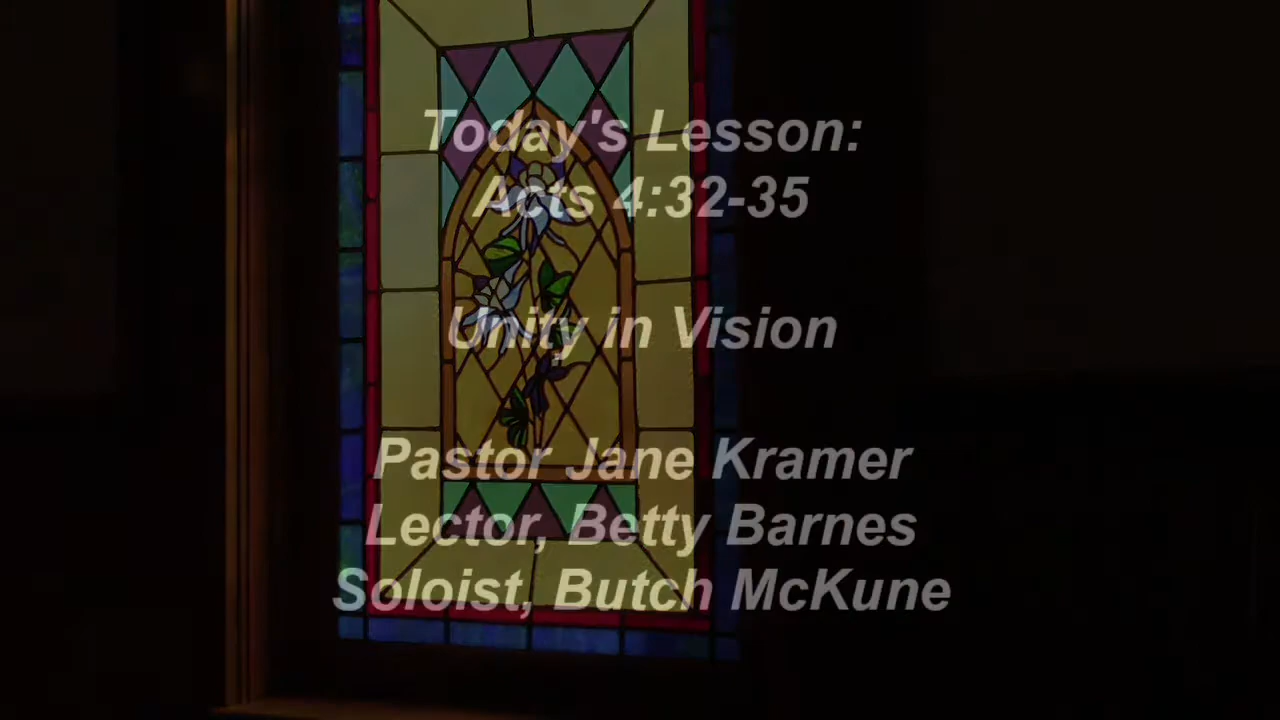 Today's Lesson:
Acts 4:32-35
Unity in Vision
Pastor Jane Kramer
Lector, Betty Barnes
Soloist, Butch McKune